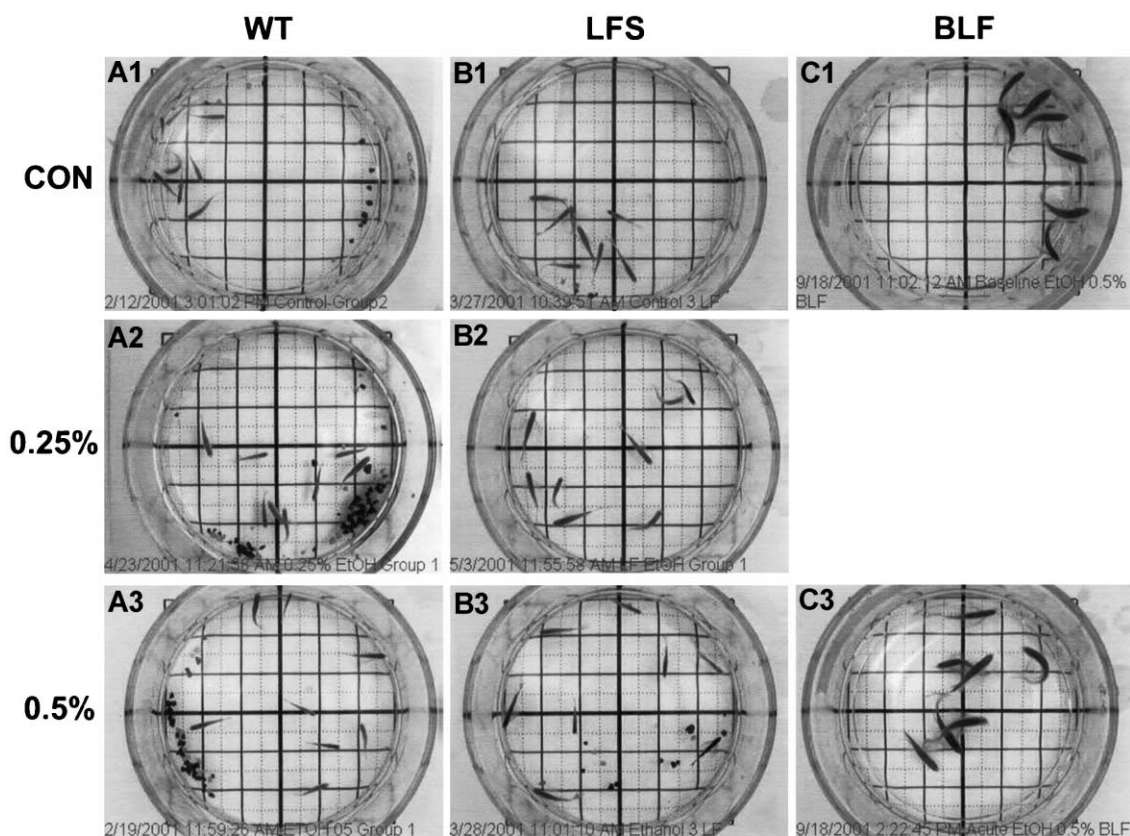 WT LFS BLF
A1 B1 C1
CON
2/12/2001 3:01:02 PM Control-Group2
3/27/2001 10:39:51 AM Control 3 LF
9/18/2001 11:02:12 AM Baseline EtOH 0.5%
BLF
A2 B2
0.25%
4/23/2001 11:21:38 AM 0.25% EtOH Group 1
5/3/2001 11:55:58 AM LF EtOH Group 1
A3 B3 C3
0.5%
2/19/2001 11:59:26 AM ETOH 05 Group 1
3/28/2001 11:01:10 AM Ethanol 3 LF
9/18/2001 2:22:45 PM Acute EtOH 0.5% BLF